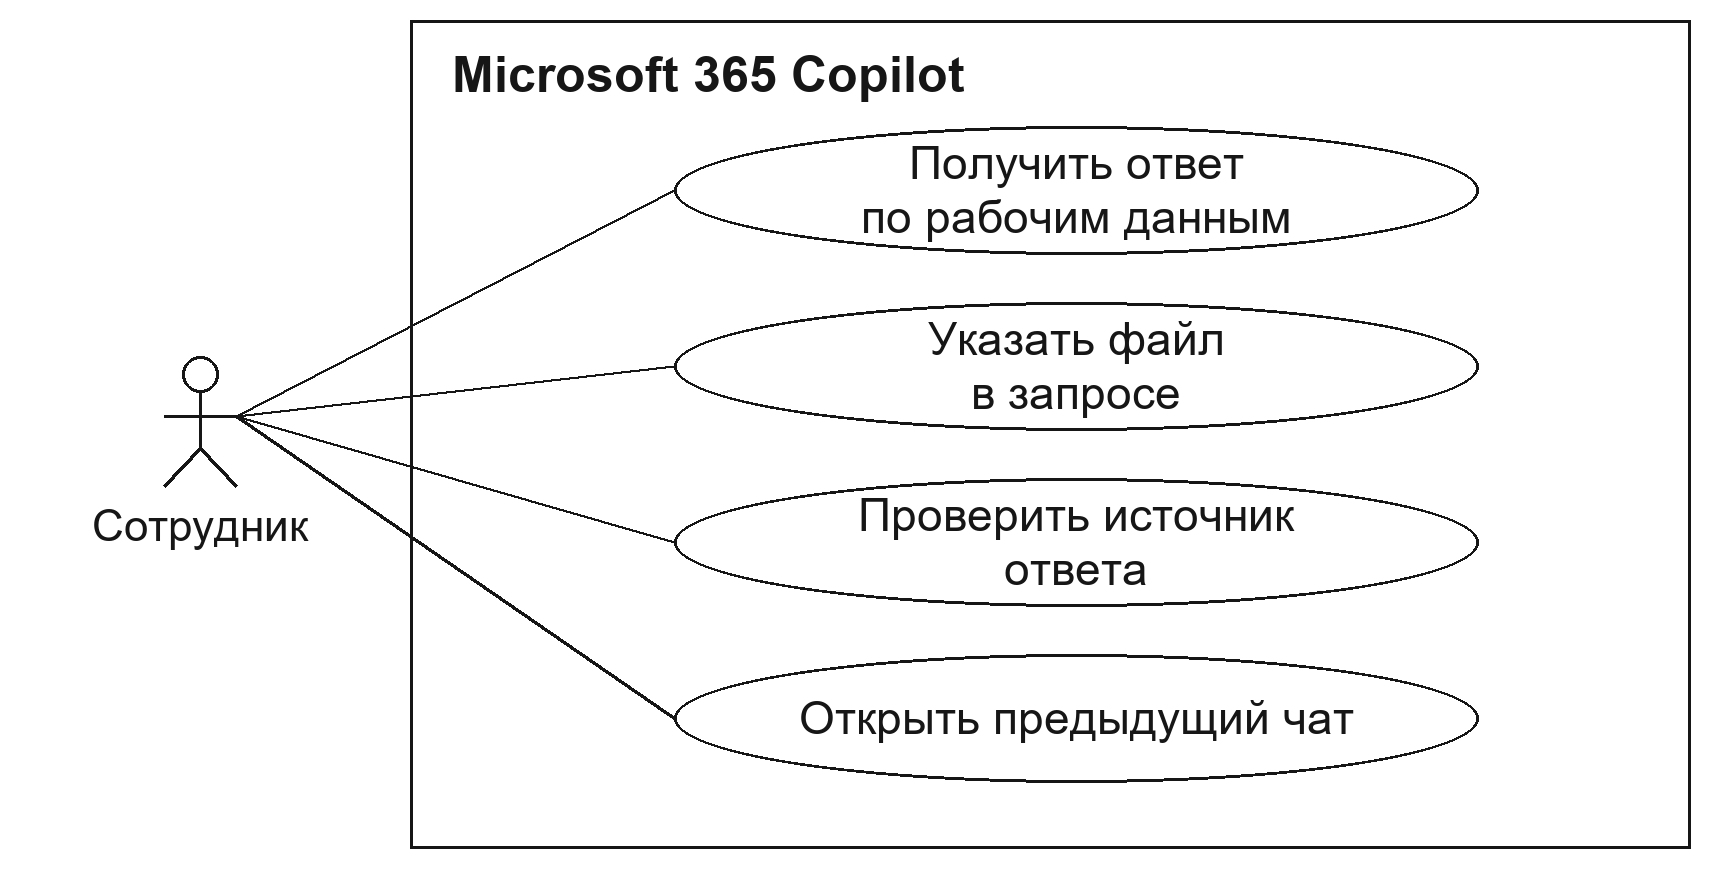 Microsoft 365 Copilot
Получить ответ
по рабочим данным
Указать файл
в запросе
Проверить источник
ответа
Открыть предыдущий чат
Сотрудник